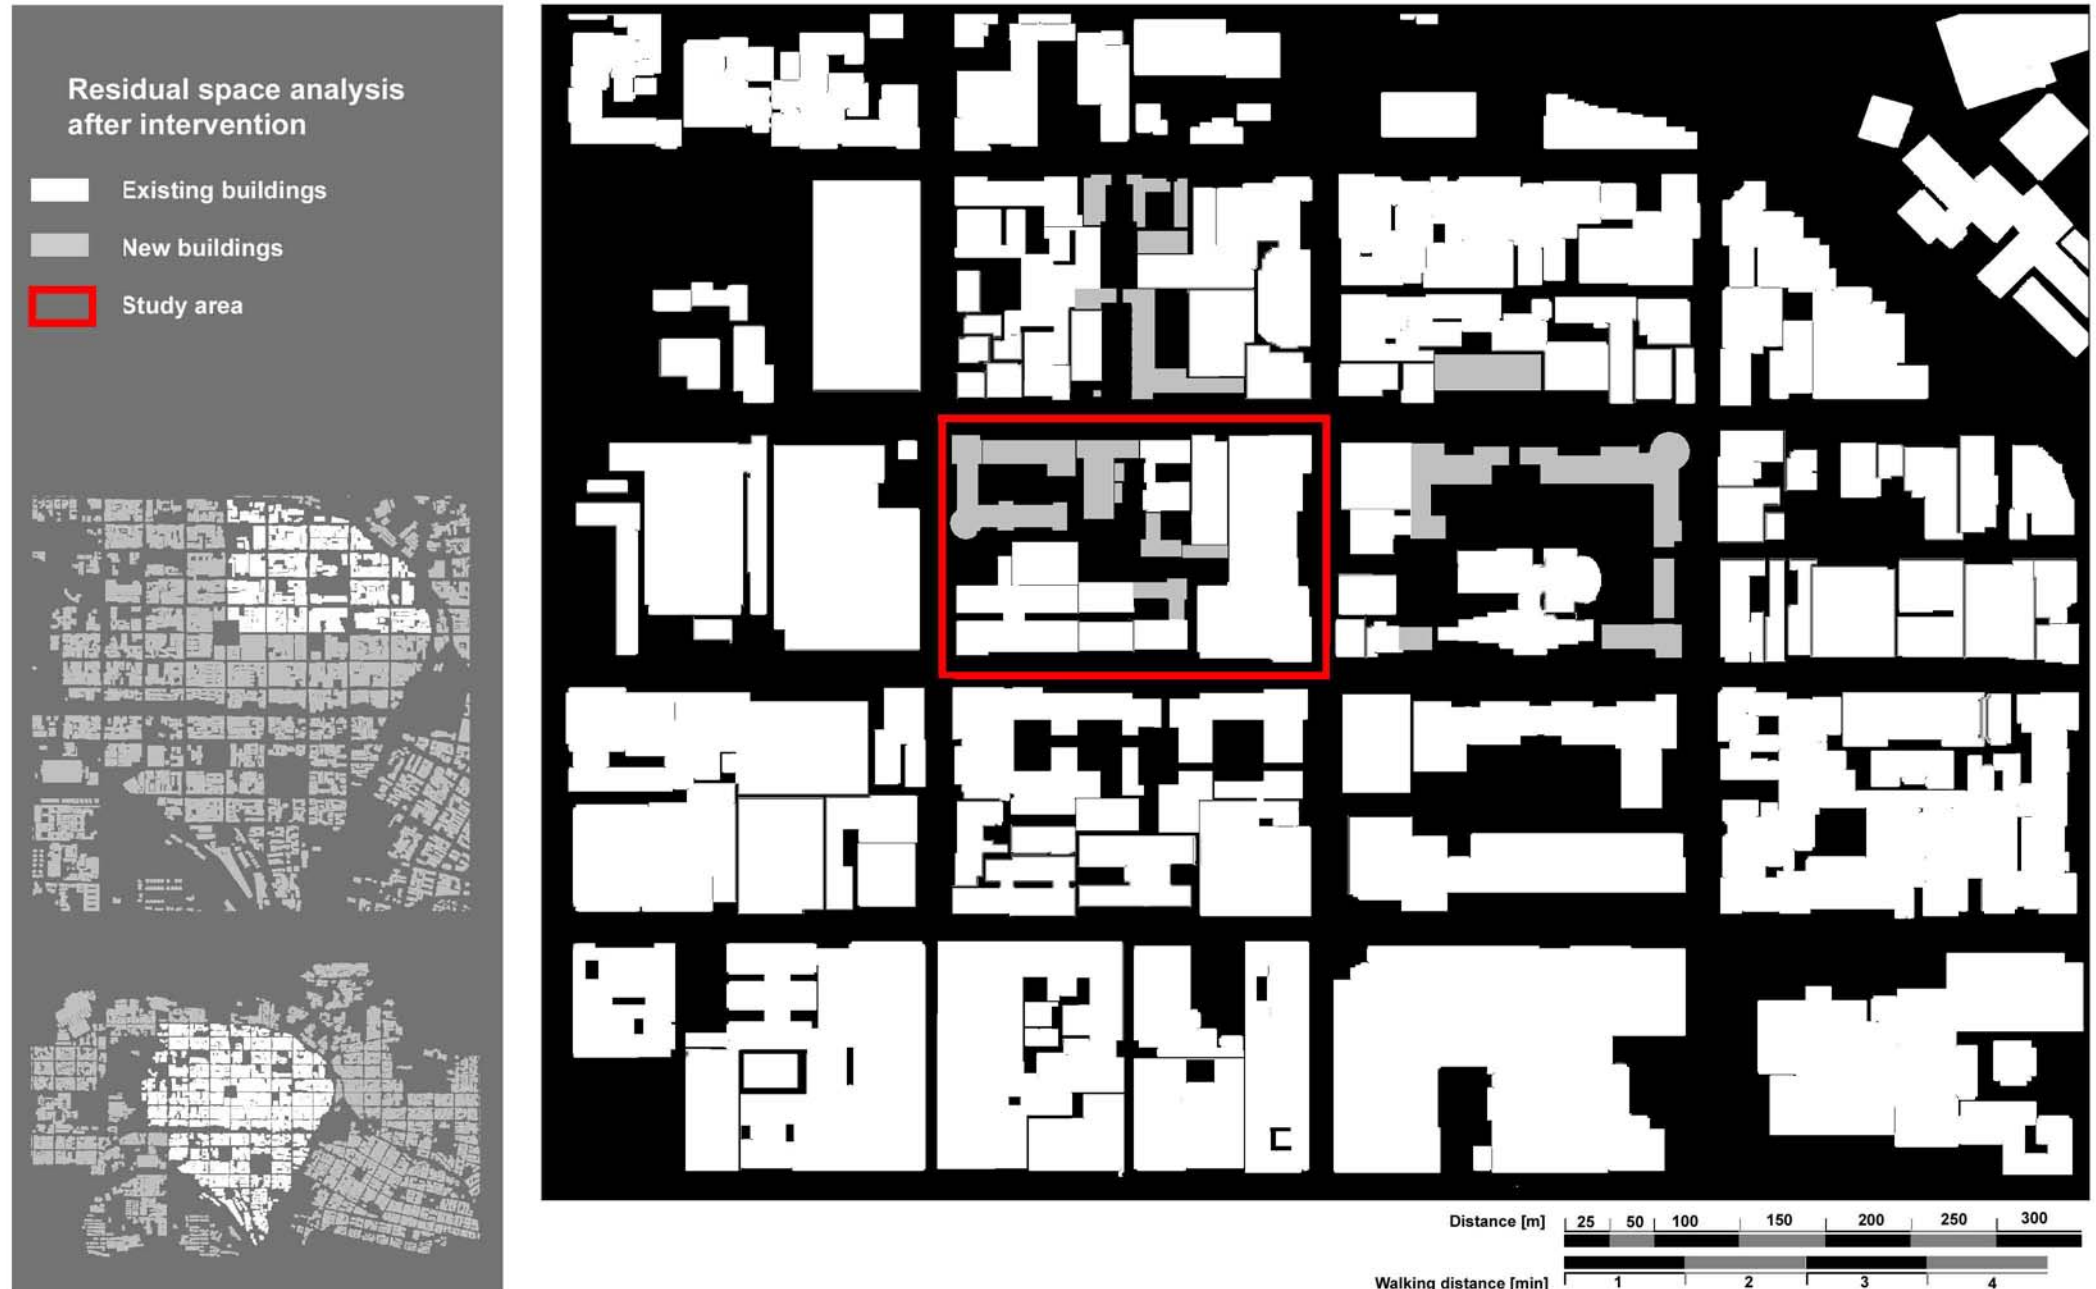 Residual space analysis
after intervention
Existing buildings
New buildings
Study area
Distance [m] 25 50 100 150 200 250 300
Walking distance [min] 1 2 3 4